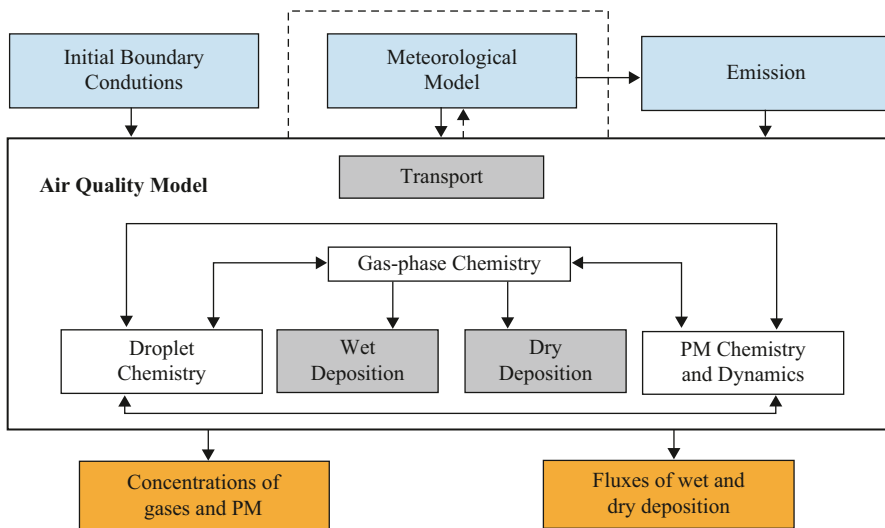 Initial Boundary
Condutions
Meteorological
Model
Emission
Air Quality Model
Transport
Gas-phase Chemistry
Droplet
Chemistry
Wet
Deposition
Dry
Deposition
PM Chemistry
and Dynamics
Concentrations of
gases and PM
Fluxes of wet and
dry deposition